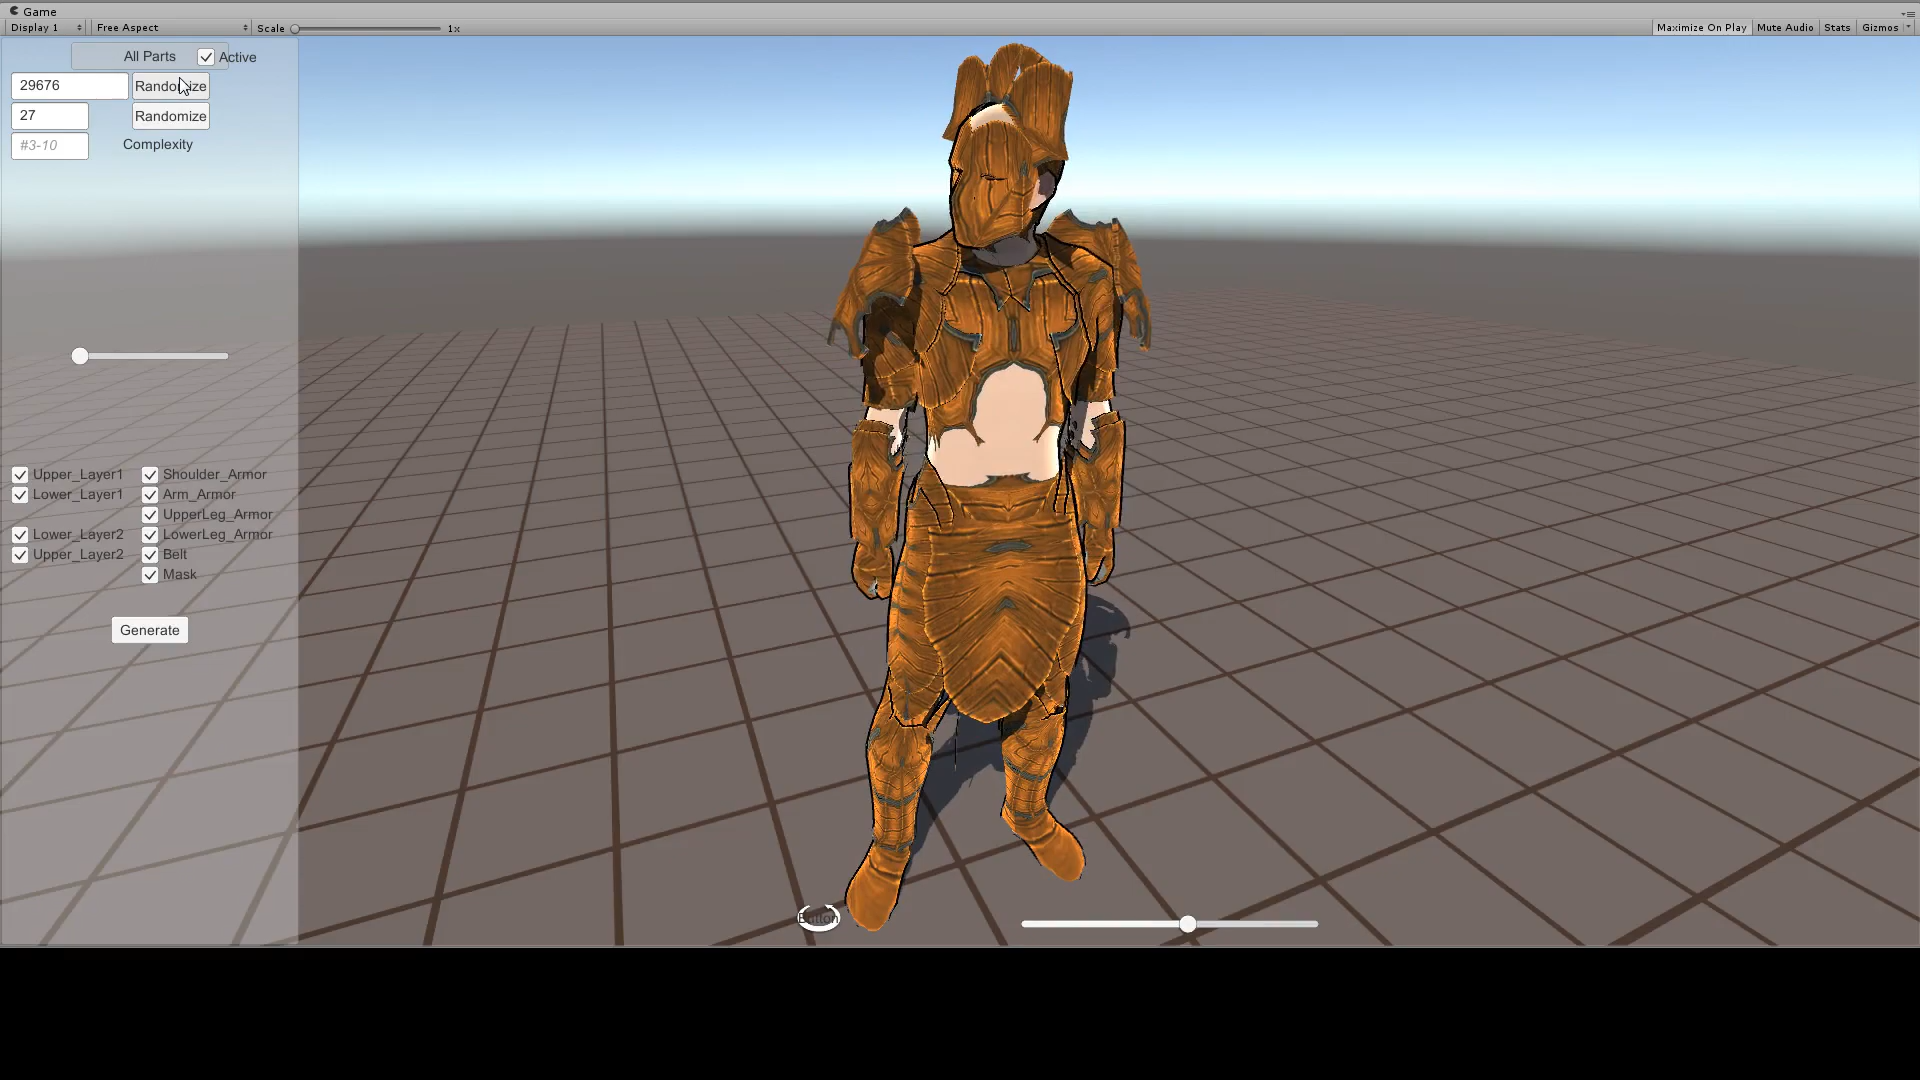 Game
Display 1 Free Aspect Scale 1x Maximize On Play Mute Audio Stats Gizmos
All Parts Active
29676 Randomize
27 Randomize
#3-10 Complexity
Upper_Layer1 Shoulder_Armor
Lower_Layer1 Arm_Armor
UpperLeg_Armor
Lower_Layer2 LowerLeg_Armor
Upper_Layer2 Belt
Mask
Generate
Button